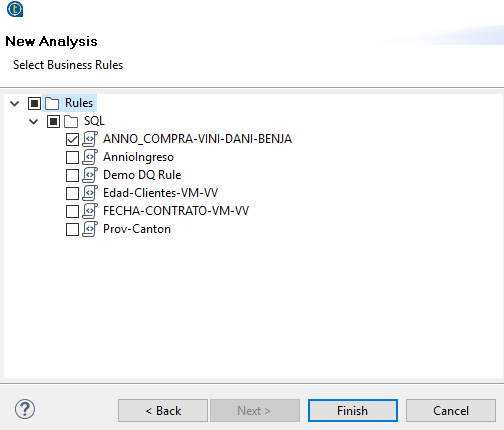 New Analysis
Select Business Rules
Rules
SQL
ANNO_COMPRA-VINI-DANI-BENJA
AnnioIngreso
Demo DQ Rule
Edad-Clientes-VM-VV
FECHA-CONTRATO-VM-VV
Prov-Canton
? < Back Next > Finish Cancel